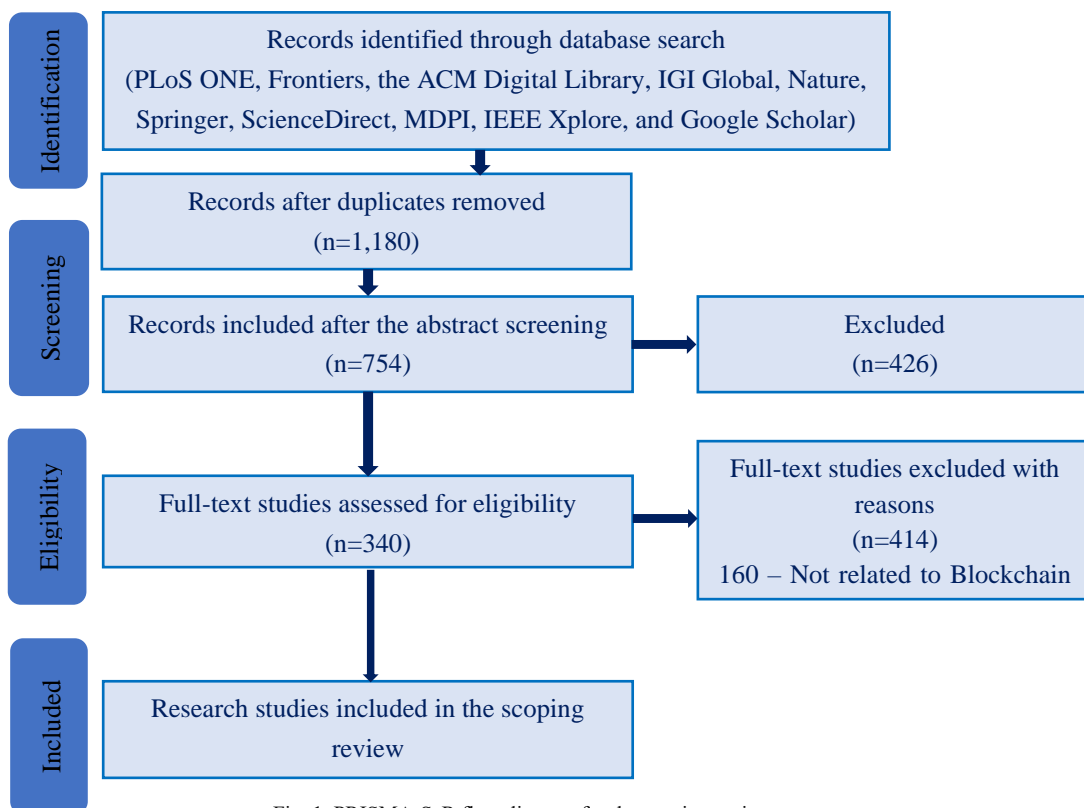 Identification
Records identified through database search
(PLoS ONE, Frontiers, the ACM Digital Library, IGI Global, Nature,
Springer, ScienceDirect, MDPI, IEEE Xplore, and Google Scholar)
Screening
Records after duplicates removed
(n=1,180)
Records included after the abstract screening
(n=754)
Excluded
(n=426)
Eligibility
Full-text studies assessed for eligibility
(n=340)
Full-text studies excluded with
reasons
(n=414)
160 – Not related to Blockchain
Included
Research studies included in the scoping
review